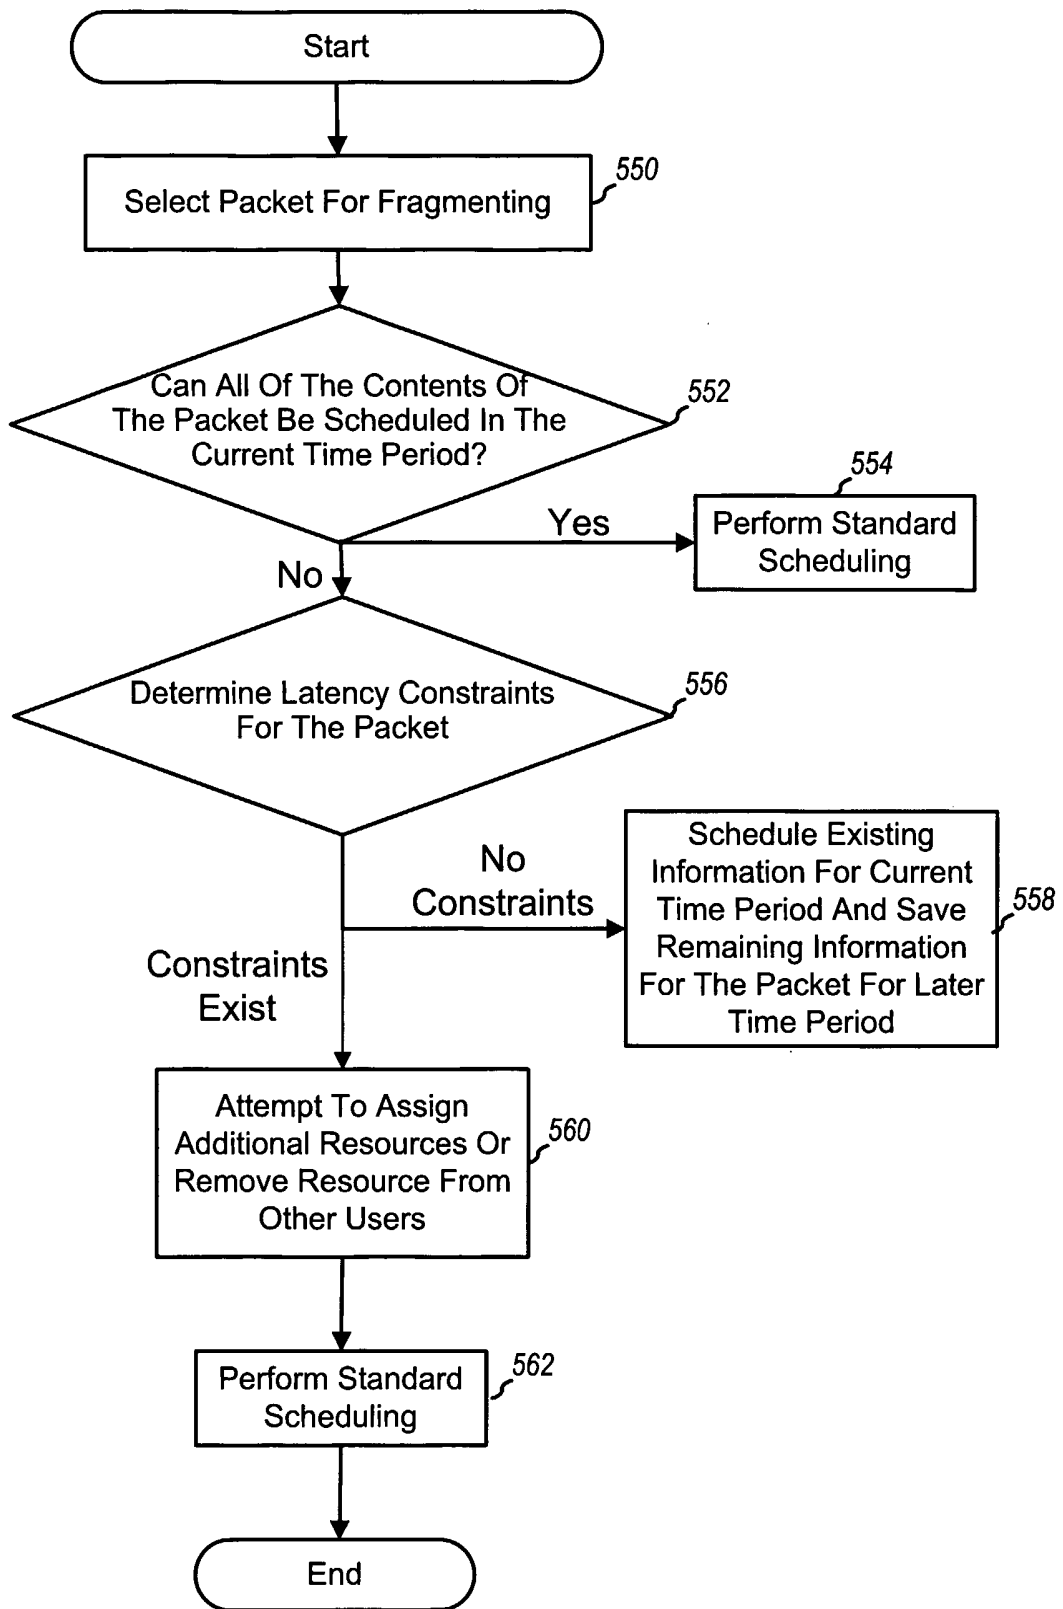 Start
550
Select Packet For Fragmenting
Can All Of The Contents Of
The Packet Be Scheduled In The
Current Time Period?
552
554
Yes
Perform Standard
Scheduling
No
Determine Latency Constraints
For The Packet
556
No
Constraints
Schedule Existing
Information For Current
Time Period And Save
Remaining Information
For The Packet For Later
Time Period
558
Constraints
Exist
Attempt To Assign
Additional Resources Or
Remove Resource From
Other Users
560
Perform Standard
Scheduling
562
End